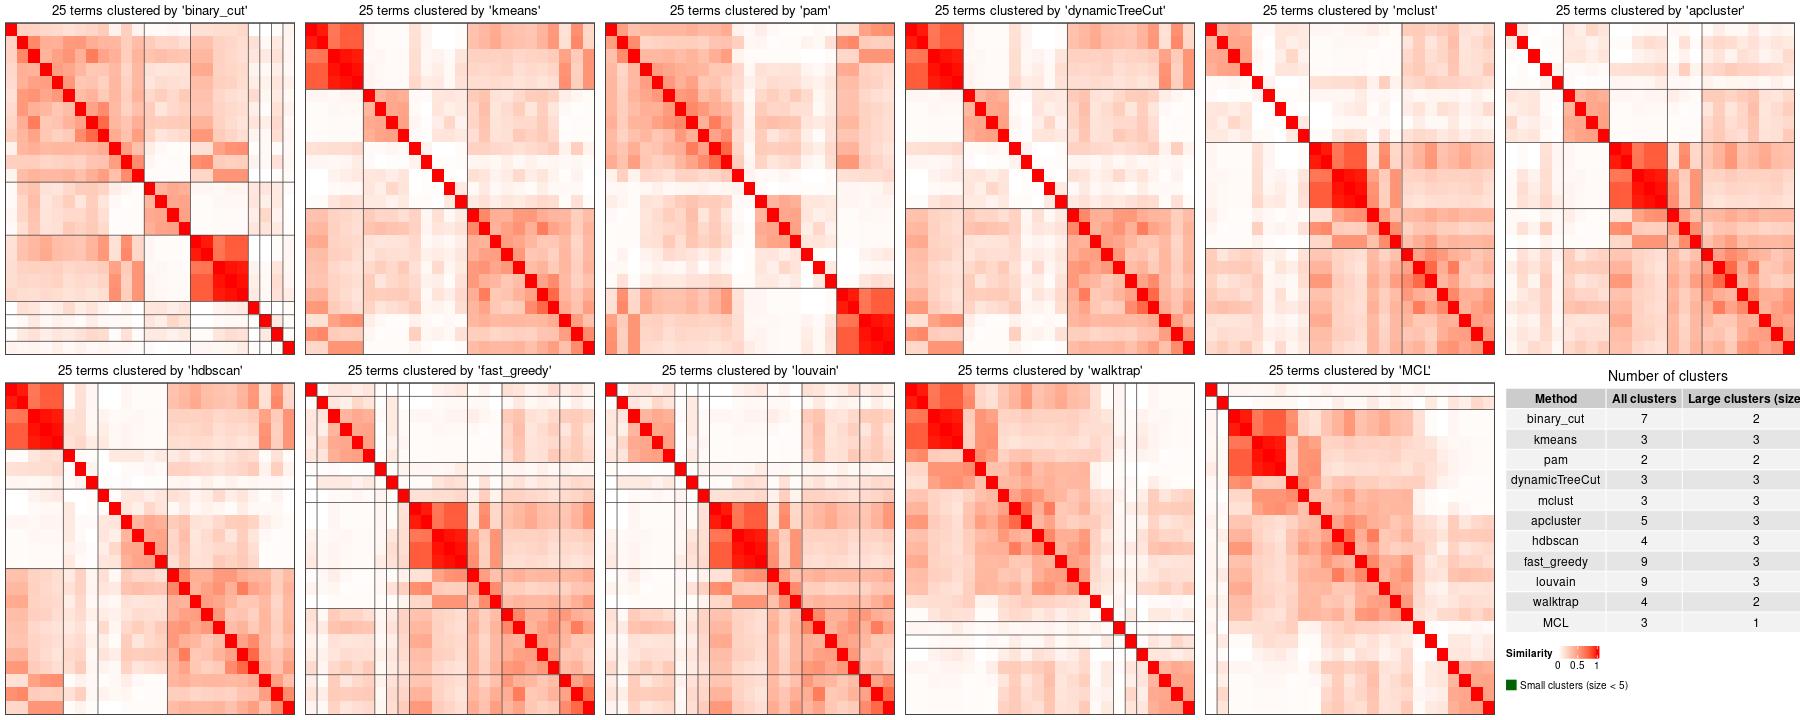 25 terms clustered by 'binary_cut'
25 terms clustered by 'kmeans'
25 terms clustered by 'pam'
25 terms clustered by 'dynamicTreeCut'
25 terms clustered by 'mclust'
25 terms clustered by 'apcluster'
25 terms clustered by 'hdbscan'
25 terms clustered by 'fast_greedy'
25 terms clustered by 'louvain'
25 terms clustered by 'walktrap'
25 terms clustered by 'MCL'
Number of clusters
Method All clusters Large clusters (size
binary_cut 7 2
kmeans 3 3
pam 2 2
dynamicTreeCut 3 3
mclust 3 3
apcluster 5 3
hdbscan 4 3
fast_greedy 9 3
louvain 9 3
walktrap 4 2
MCL 3 1
Similarity
0 0.5 1
Small clusters (size < 5)